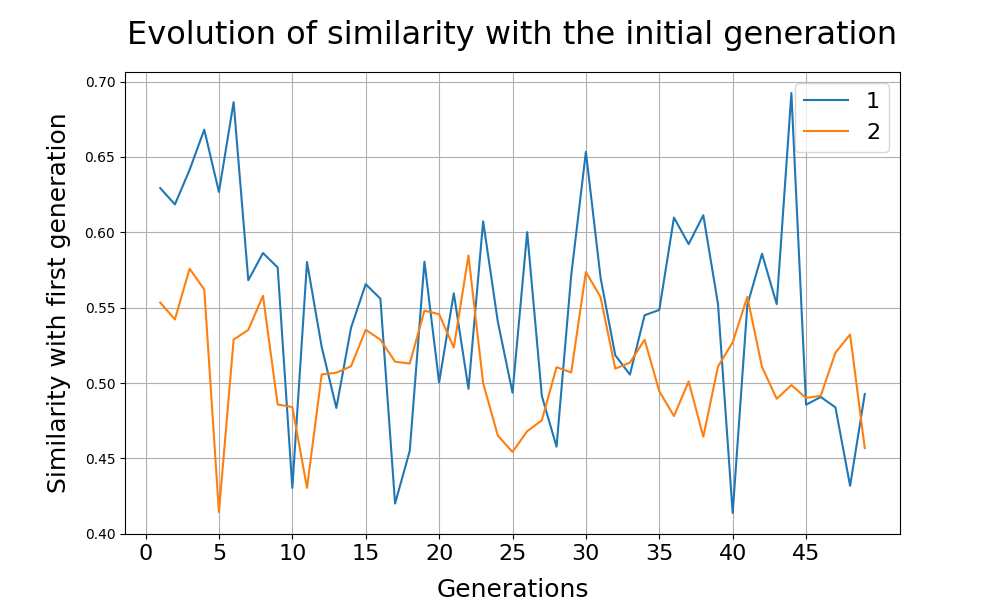 Evolution of similarity with the initial generation
Similarity with first generation
0.70
0.65
0.60
0.55
0.50
0.45
0.40
1
2
0 5 10 15 20 25 30 35 40 45
Generations